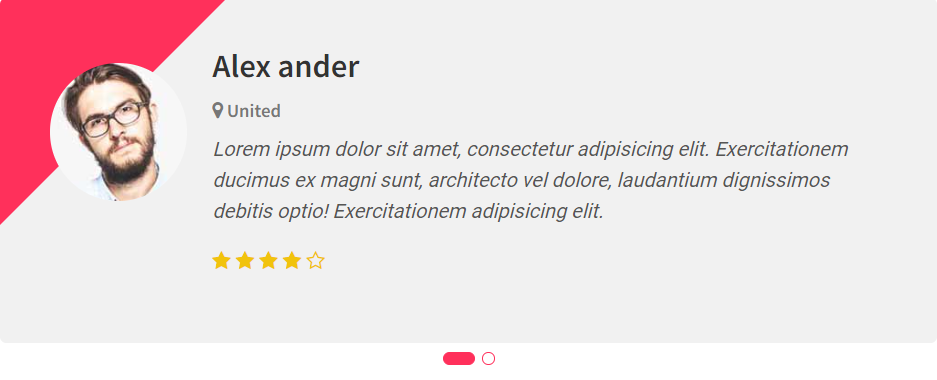 Alex ander
United
Lorem ipsum dolor sit amet, consectetur adipisicing elit. Exercitationem
ducimus ex magni sunt, architecto vel dolore, laudantium dignissimos
debitis optio! Exercitationem adipisicing elit.